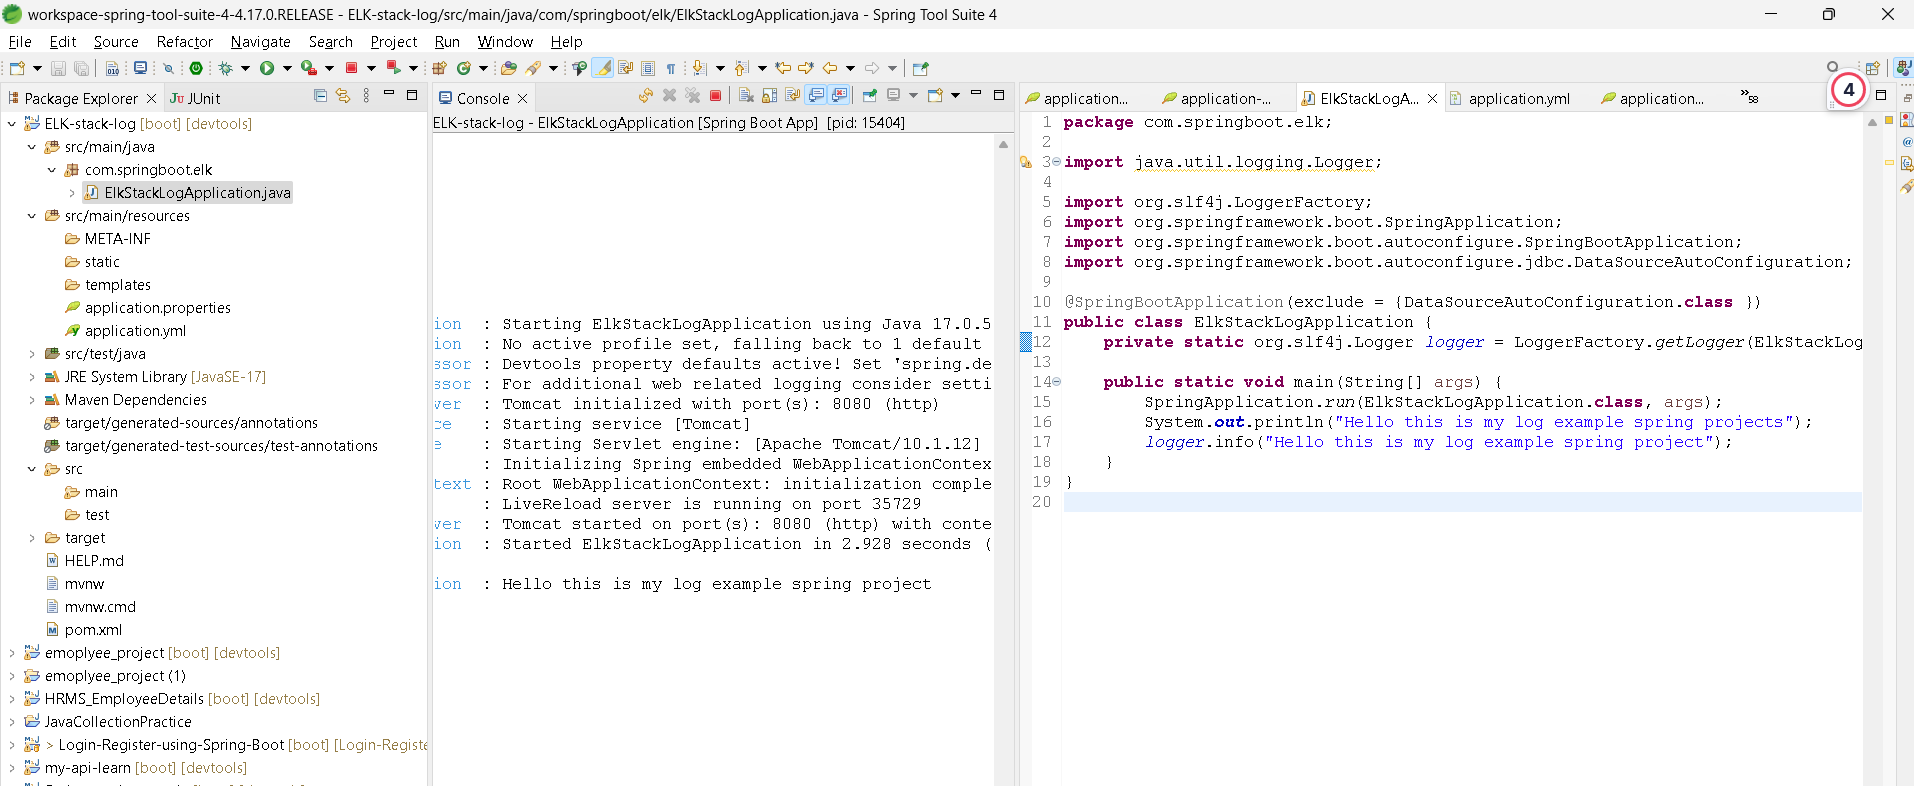 workspace-spring-tool-suite-4-4.17.0.RELEASE - ELK-stack-log/src/main/java/com/springboot/elk/ElkStackLogApplication.java - Spring Tool Suite 4
File Edit Source Refactor Navigate Search Project Run Window Help
Package Explorer
JUnit
ELK-stack-log [boot] [devtools]
src/main/java
com.springboot.elk
ElkStackLogApplication.java
src/main/resources
META-INF
static
templates
application.properties
application.yml
src/test/java
JRE System Library [JavaSE-17]
Maven Dependencies
target/generated-sources/annotations
target/generated-test-sources/test-annotations
src
main
test
target
HELP.md
mvnw
mvnw.cmd
pom.xml
emoplyee_project [boot] [devtools]
emoplyee_project (1)
HRMS_EmployeeDetails [boot] [devtools]
JavaCollectionPractice
> Login-Register-using-Spring-Boot [boot] [Login-Registe
my-api-learn [boot] [devtools]
Console
ELK-stack-log - ElkStackLogApplication [Spring Boot App] [pid: 15404]
ion : Starting ElkStackLogApplication using Java 17.0.5
ion : No active profile set, falling back to 1 default
ssor : Devtools property defaults active! Set 'spring.de
ssor : For additional web related logging consider setti
ver : Tomcat initialized with port(s): 8080 (http)
ce : Starting service [Tomcat]
e : Starting Servlet engine: [Apache Tomcat/10.1.12]
: Initializing Spring embedded WebApplicationContex
text : Root WebApplicationContext: initialization comple
: LiveReload server is running on port 35729
ver : Tomcat started on port(s): 8080 (http) with conte
ion : Started ElkStackLogApplication in 2.928 seconds (
ion : Hello this is my log example spring project
application... application-... ElkStackLogA... application.yml application... »58
4
1 package com.springboot.elk;
2
3 import java.util.logging.Logger;
4
5 import org.slf4j.LoggerFactory;
6 import org.springframework.boot.SpringApplication;
7 import org.springframework.boot.autoconfigure.SpringBootApplication;
8 import org.springframework.boot.autoconfigure.jdbc.DataSourceAutoConfiguration;
9
10 @SpringBootApplication(exclude = {DataSourceAutoConfiguration.class })
11 public class ElkStackLogApplication {
12 private static org.slf4j.Logger logger = LoggerFactory.getLogger(ElkStackLog
13
14 public static void main(String[] args) {
15 SpringApplication.run(ElkStackLogApplication.class, args);
16 System.out.println("Hello this is my log example spring projects");
17 logger.info("Hello this is my log example spring project");
18 }
19 }
20